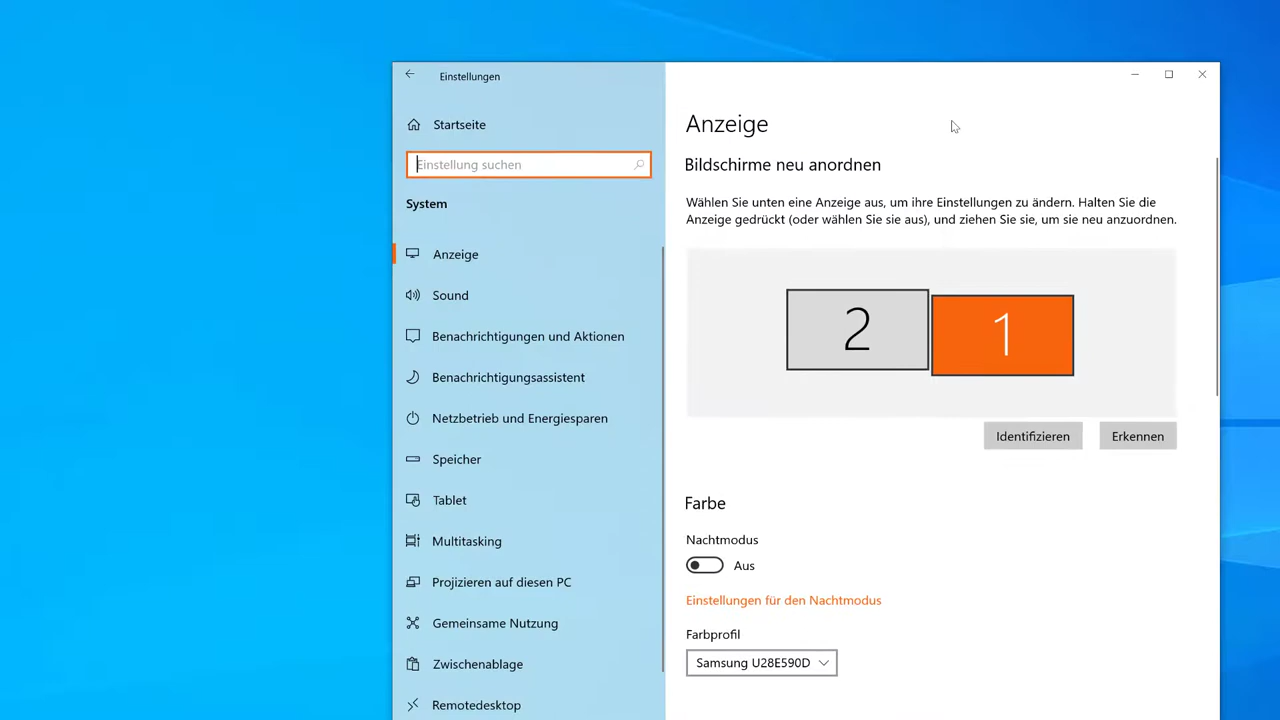 Einstellungen
Startseite
Einstellung suchen
System
Anzeige
Sound
Benachrichtigungen und Aktionen
Benachrichtigungsassistent
Netzbetrieb und Energiesparen
Speicher
Tablet
Multitasking
Projizieren auf diesen PC
Gemeinsame Nutzung
Zwischenablage
Remotedesktop
Anzeige
Bildschirme neu anordnen
Wählen Sie unten eine Anzeige aus, um ihre Einstellungen zu ändern. Halten Sie die
Anzeige gedrückt (oder wählen Sie sie aus), und ziehen Sie sie, um sie neu anzuordnen.
2 1
Identifizieren Erkennen
Farbe
Nachtmodus
Aus
Einstellungen für den Nachtmodus
Farbprofil
Samsung U28E590D